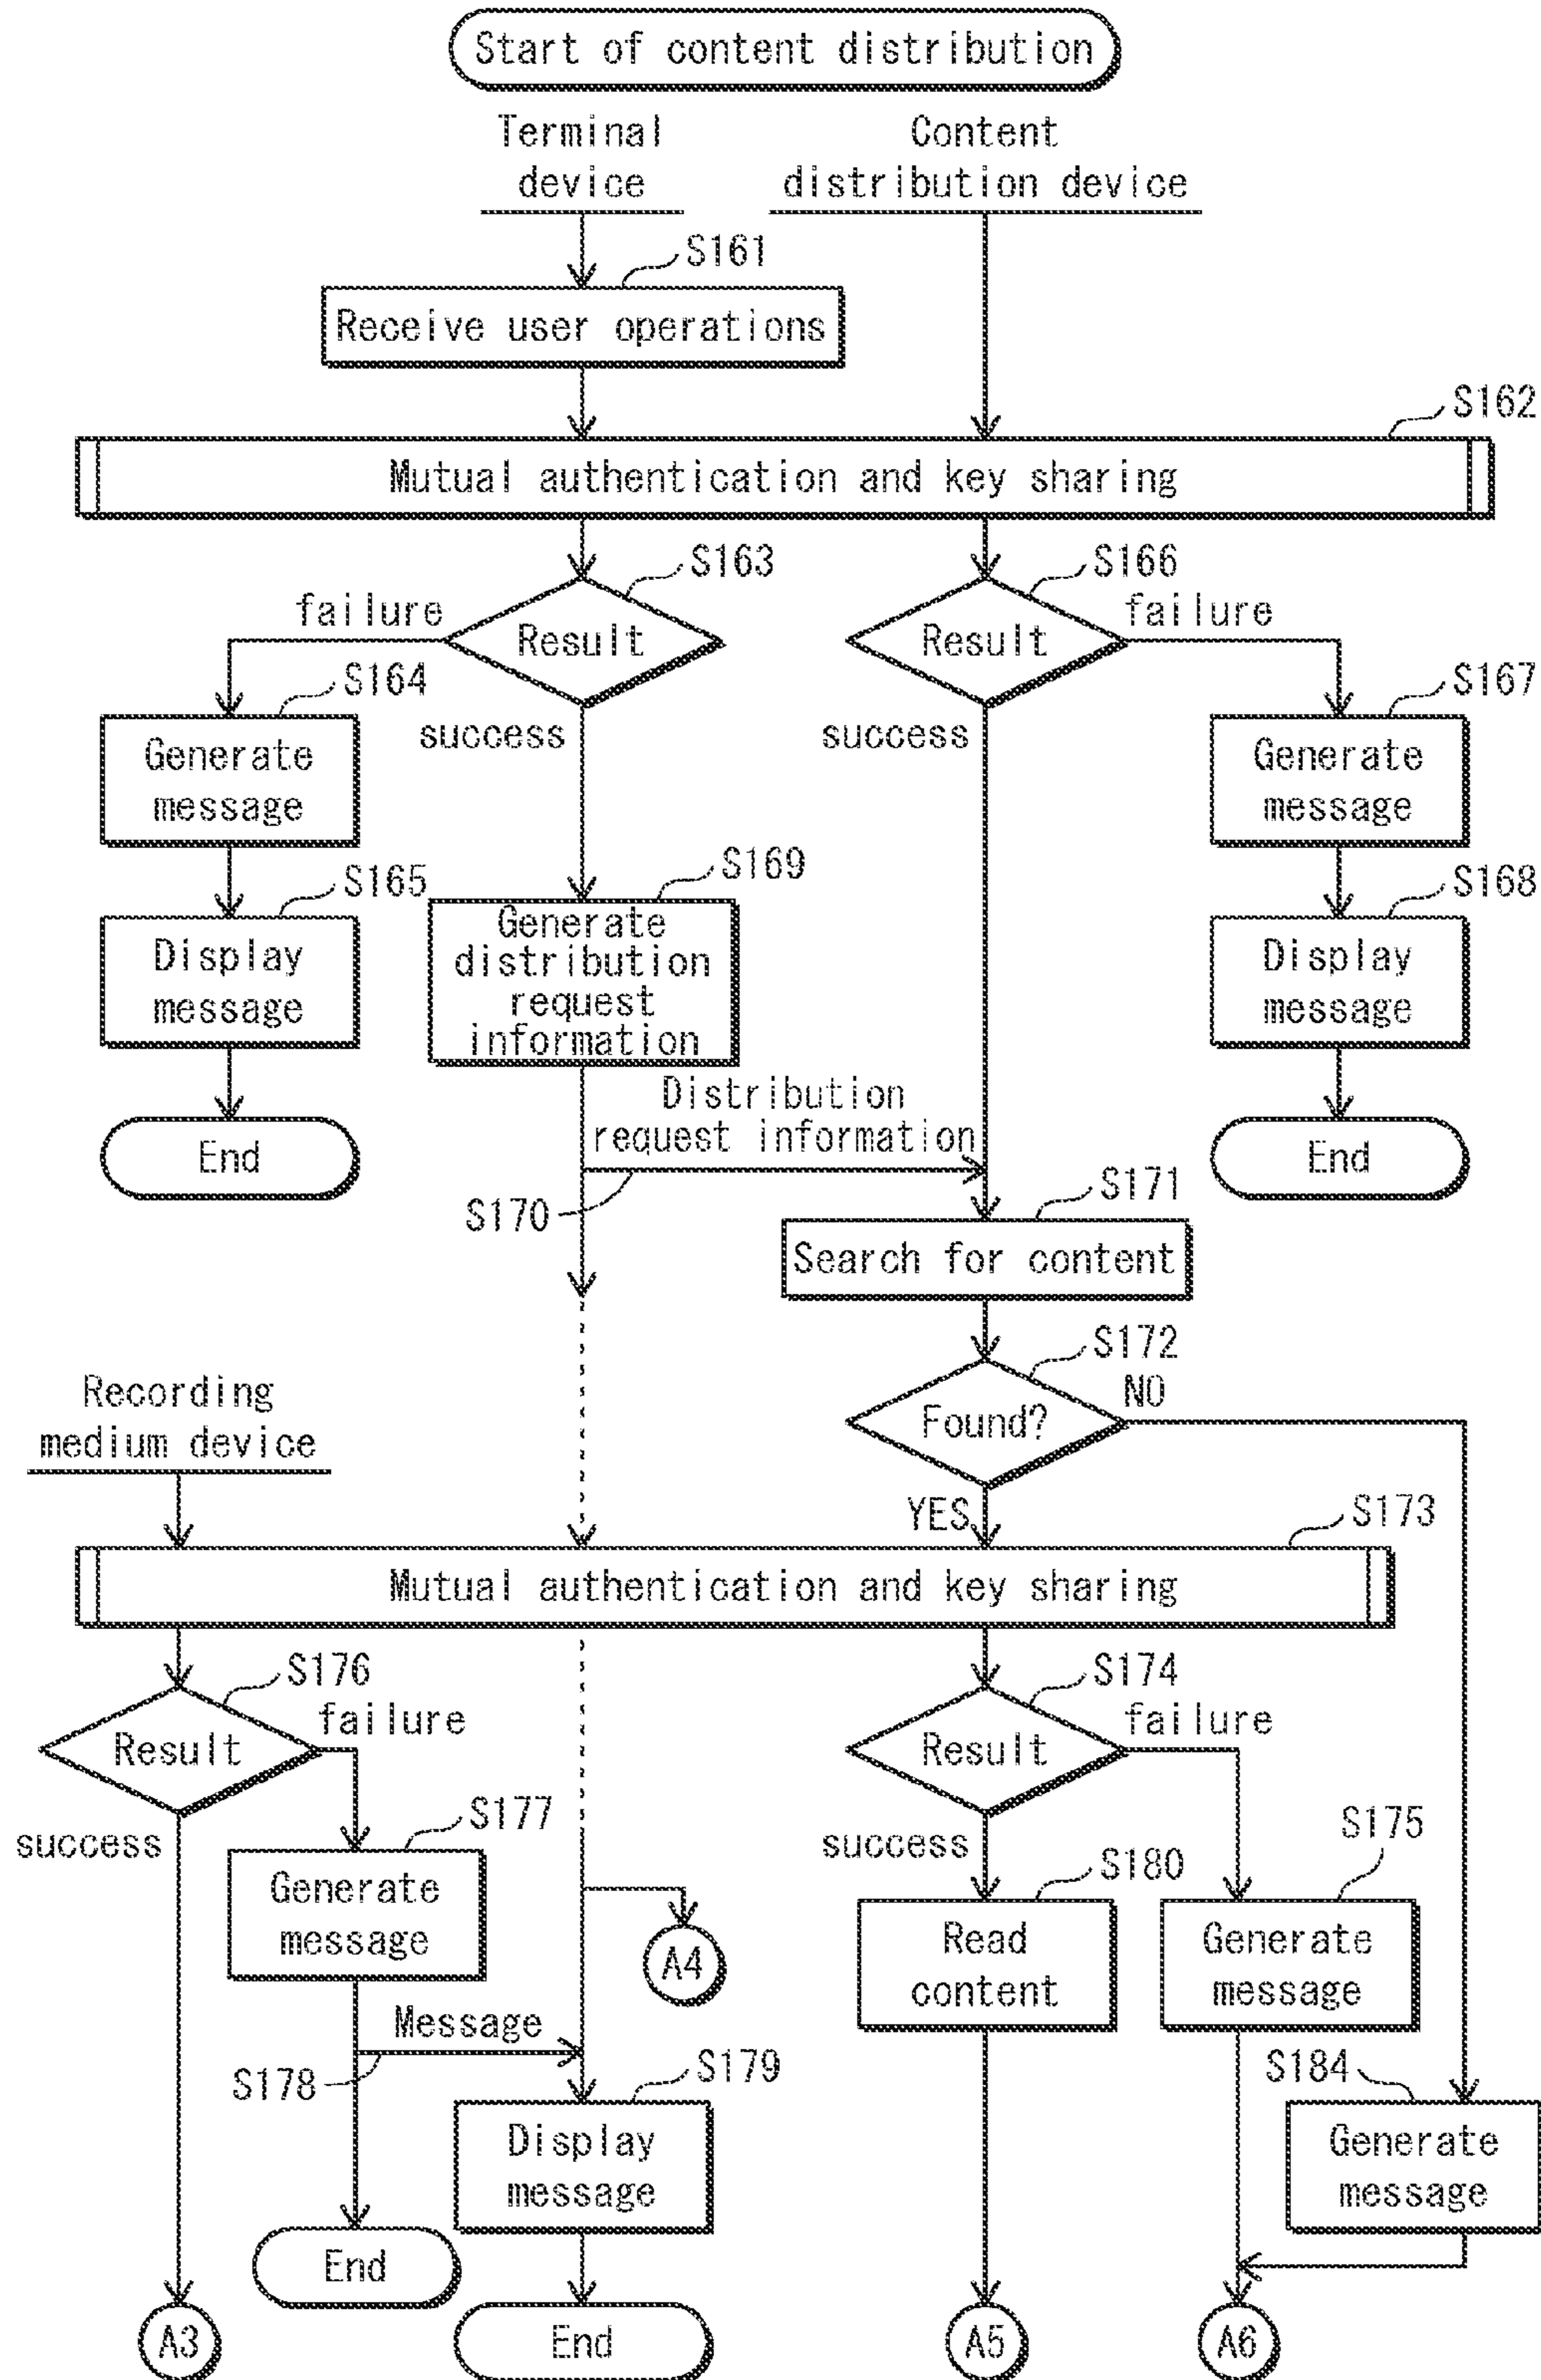 Start of content distribution
Terminal
device
Content
distribution device
S161
Receive user operations
S162
Mutual authentication and key sharing
S163
S166
failure
Result
Result
failure
S164
S167
success
success
Generate
message
Generate
message
S169
S165
S168
Generate
distribution
request
information
Display
message
Display
message
Distribution
request information
End
End
S170
S171
Search for content
S172
Recording
medium device
NO
Found?
YES
S173
Mutual authentication and key sharing
S176
S174
failure
failure
Result
Result
S177
S175
success
success
S180
Generate
message
A4
Read
content
Generate
message
Message
S178
S179
S184
Display
message
Generate
message
End
A3
End
A5
A6